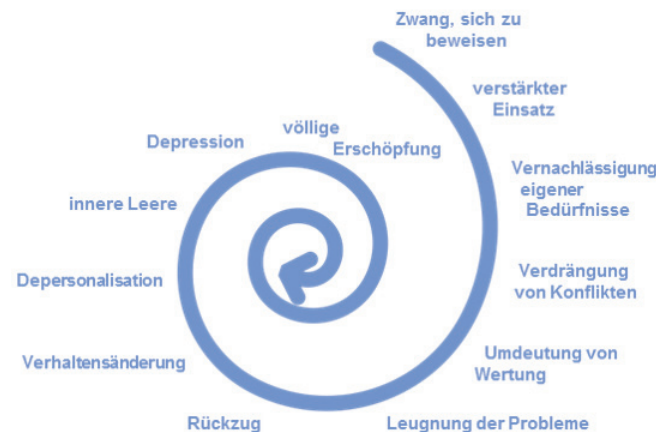 Zwang, sich zu
beweisen
verstärkter
Einsatz
Vernachlässigung
eigener
Bedürfnisse
Verdrängung
von Konflikten
Umdeutung von
Wertung
Leugnung der Probleme
Rückzug
Verhaltensänderung
Depersonalisation
innere Leere
Depression
völlige
Erschöpfung